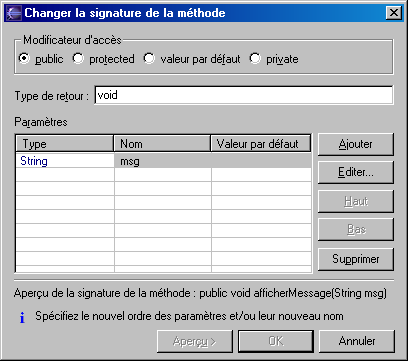 Changer la signature de la méthode
Modificateur d'accès
public protected valeur par défaut private
Type de retour : void
Paramètres
Type Nom Valeur par défaut
String msg
Ajouter
Editer...
Haut
Bas
Supprimer
Aperçu de la signature de la méthode : public void afficherMessage(String msg)
Spécifiez le nouvel ordre des paramètres et/ou leur nouveau nom
Aperçu > OK Annuler